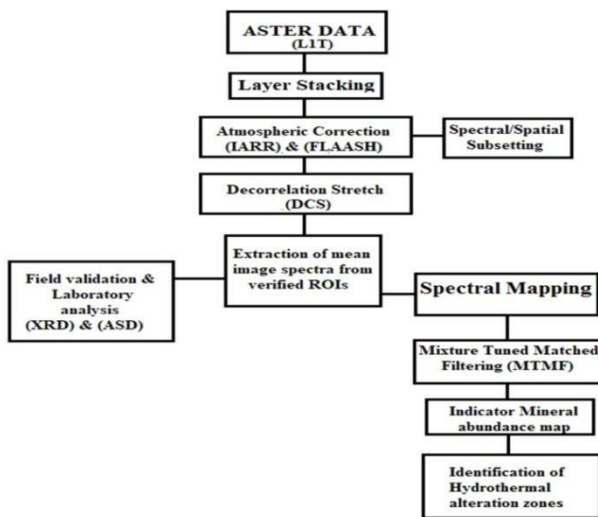 ASTER DATA
(L1T)
Layer Stacking
Atmospheric Correction
(IARR) & (FLAASH)
Spectral/Spatial
Subsetting
Decorrelation Stretch
(DCS)
Extraction of mean
image spectra from
verified ROIs
Field validation &
Laboratory
analysis
(XRD) & (ASD)
Spectral Mapping
Mixture Tuned Matched
Filtering (MTMF)
Indicator Mineral
abundance map
Identification of
Hydrothermal
alteration zones